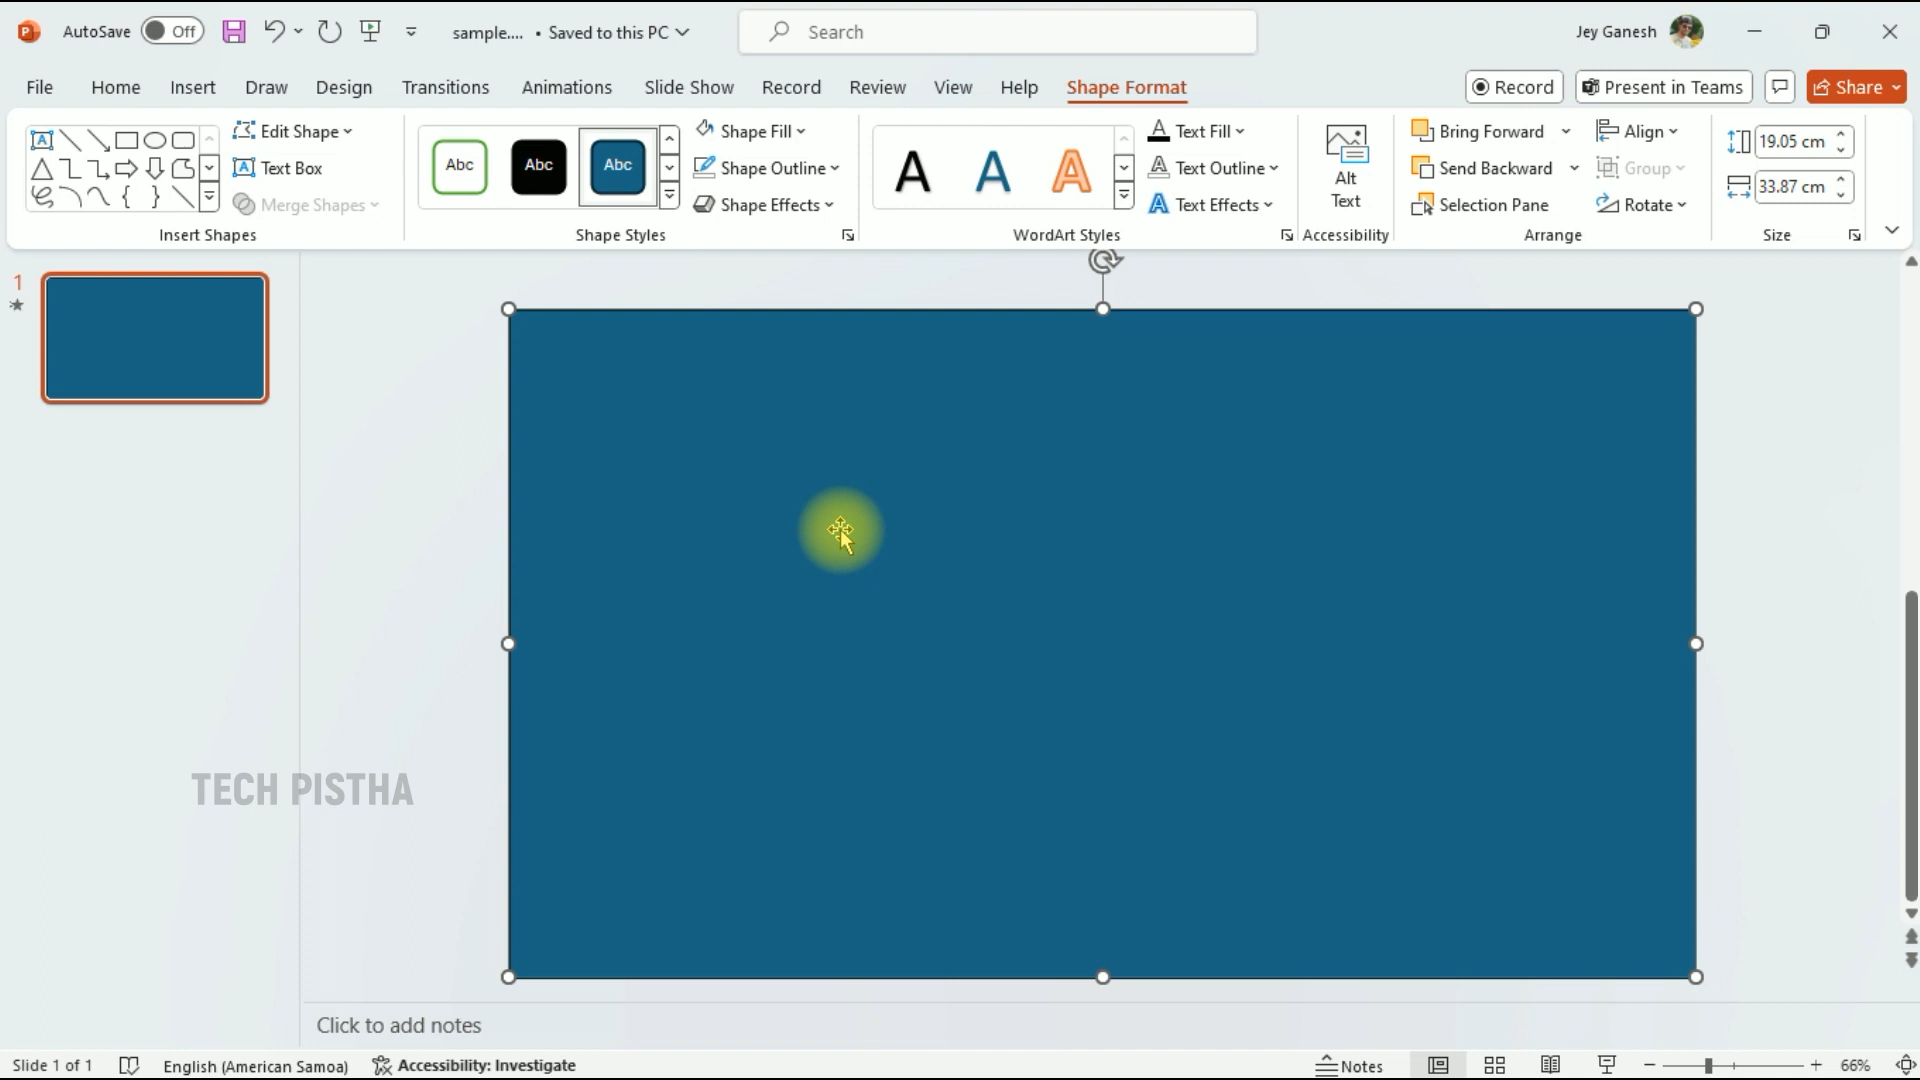 AutoSave Off sample.... • Saved to this PC Search Jey Ganesh
File Home Insert Draw Design Transitions Animations Slide Show Record Review View Help Shape Format Record Present in Teams Share
Edit Shape
Text Box
Merge Shapes
Insert Shapes
Abc Abc Abc
Shape Fill
Shape Outline
Shape Effects
Shape Styles
A A A
Text Fill
Text Outline
Text Effects
WordArt Styles
Alt
Text
Accessibility
Bring Forward
Send Backward
Selection Pane
Align
Group
Rotate
Arrange
19.05 cm
33.87 cm
Size
1
TECH PISTHA
Click to add notes
Slide 1 of 1 English (American Samoa) Accessibility: Investigate Notes 66%